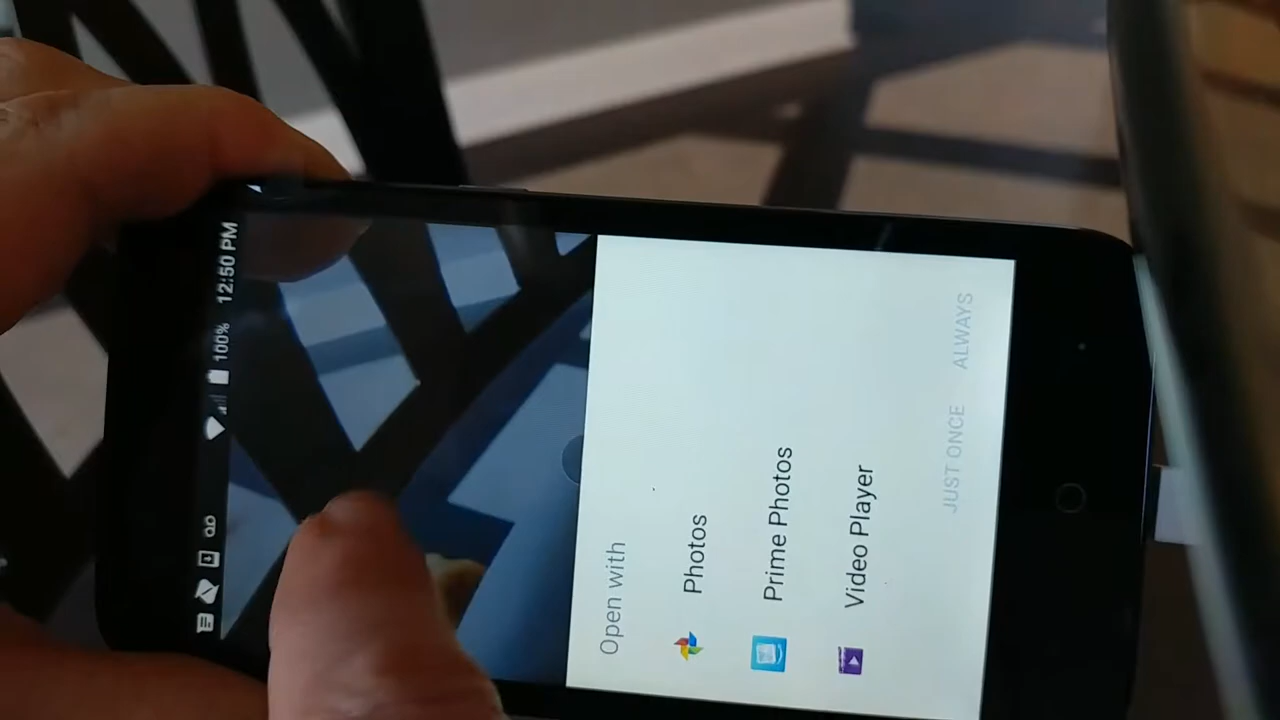 100% 12:50 PM
Open with
Photos
Prime Photos
Video Player
JUST ONCE ALWAYS